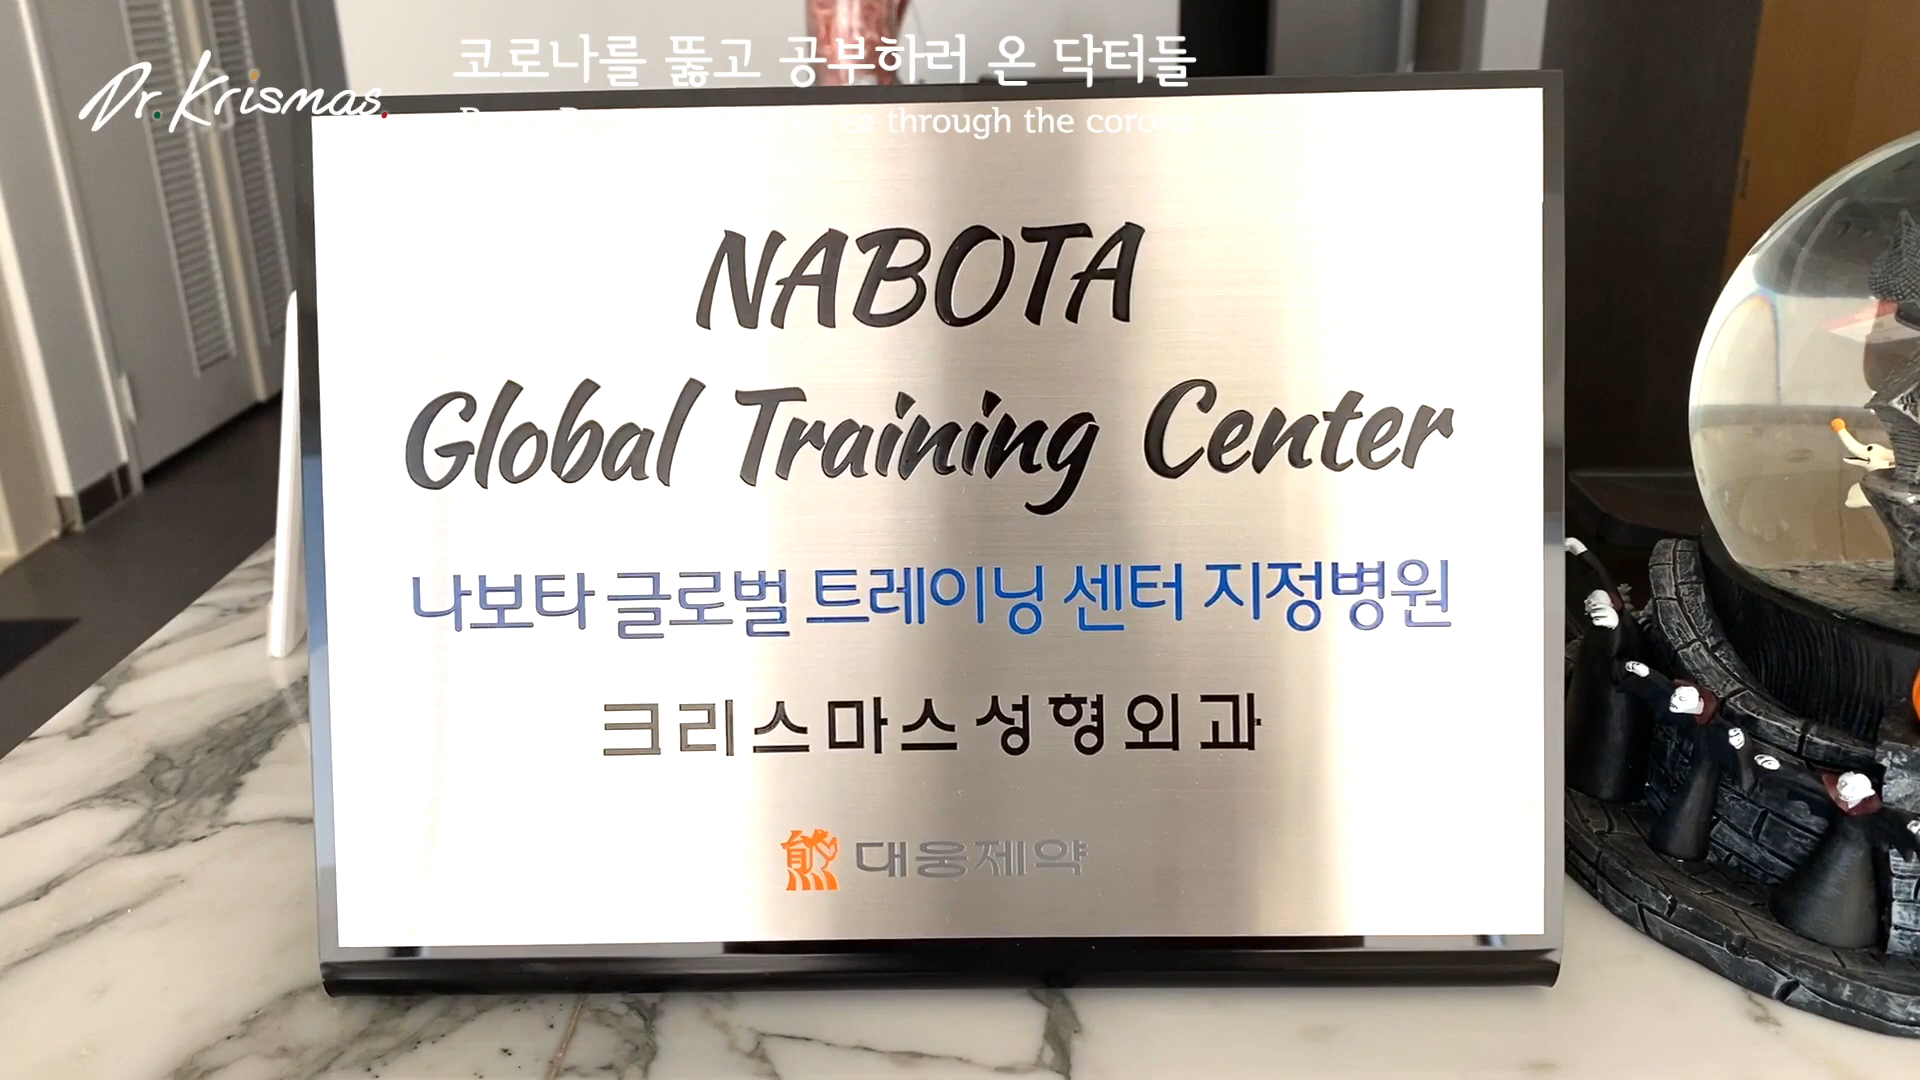 Dr. Krismas.
코로나를 뚫고 공부하러 온 닥터들
through the corona
NABOTA
Global Training Center
나보타 글로벌 트레이닝 센터 지정병원
크리스마스성형외과
대웅제약